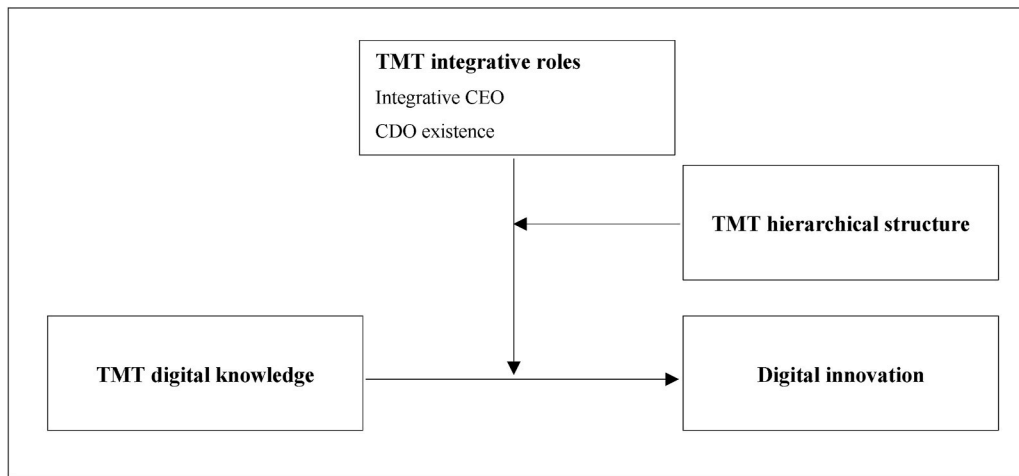 TMT integrative roles
Integrative CEO
CDO existence
TMT hierarchical structure
TMT digital knowledge
Digital innovation